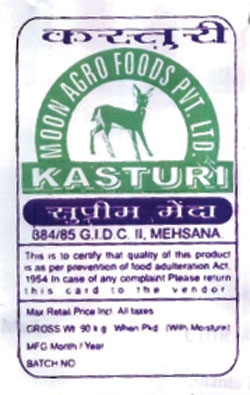 कस्तुरी
MOON AGRO FOODS PVT. LTD.
KASTURI
सुप्रीम मेंदा
384/85 G.I.D.C. II, MEHSANA
This is to certify that quality of this product
is as per prevention of food adulteration Act.
1954 In case of any complaint Please return
this card to the vendor
Max Retail Price Incl All taxes
GROSS Wt 90 kg When Pkd (With Moisture)
MFG Month / Year
BATCH NO